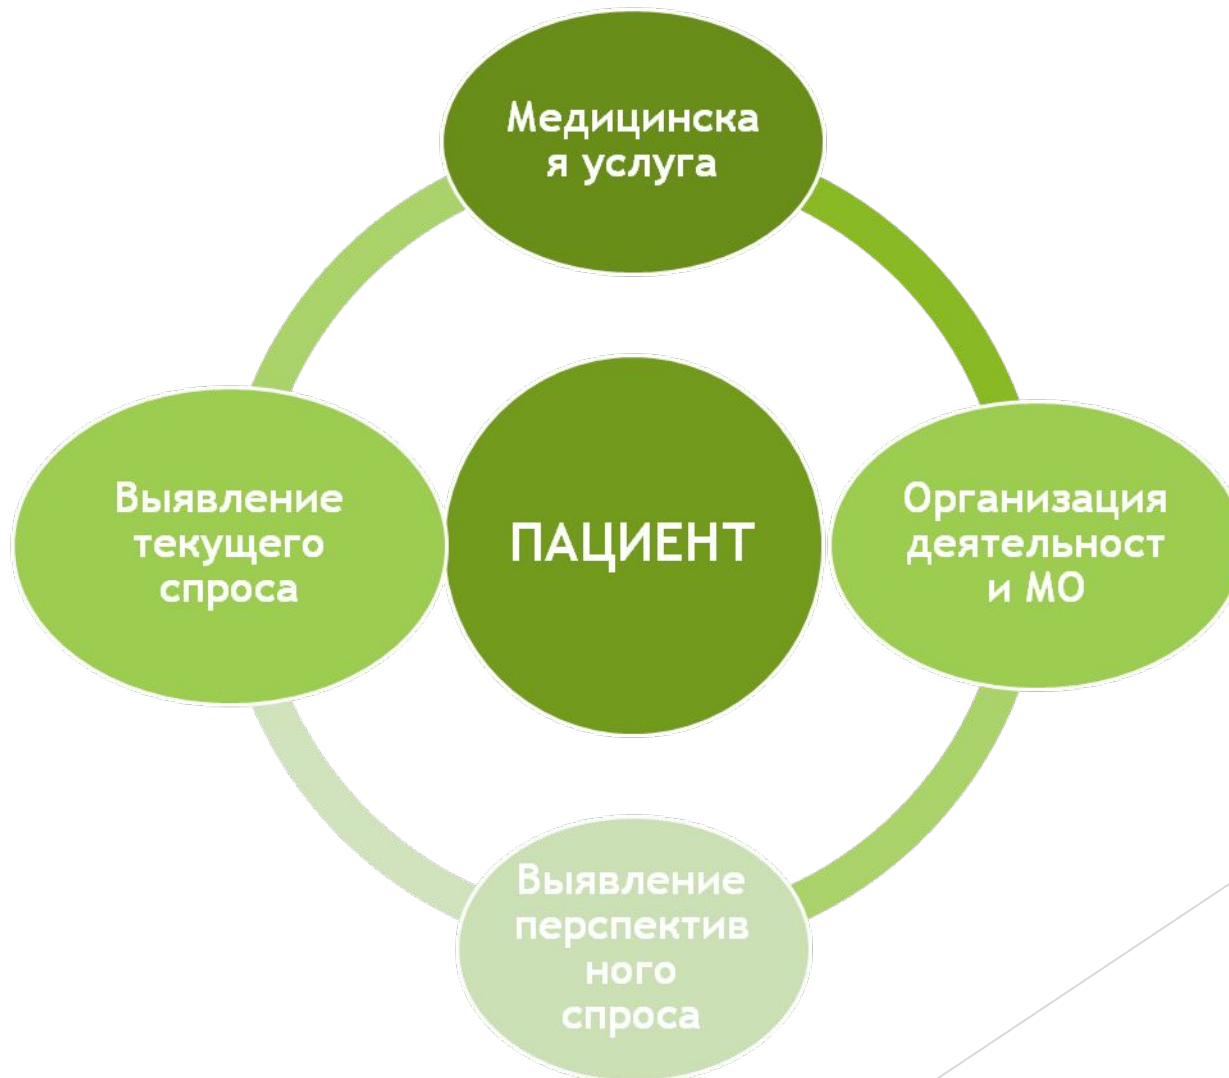 Медицинска
я услуга
Выявление
текущего
спроса
ПАЦИЕНТ
Организация
деятельност
и МО
Выявление
перспектив
ного
спроса